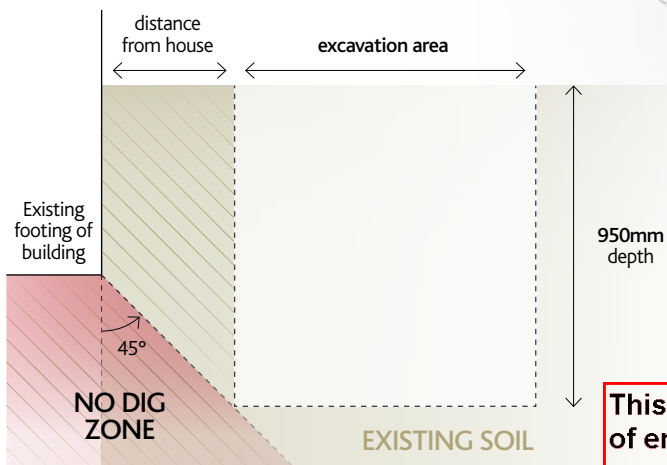 distance
from house
excavation area
Existing
footing of
building
950mm
depth
45°
NO DIG
ZONE
EXISTING SOIL
This
of